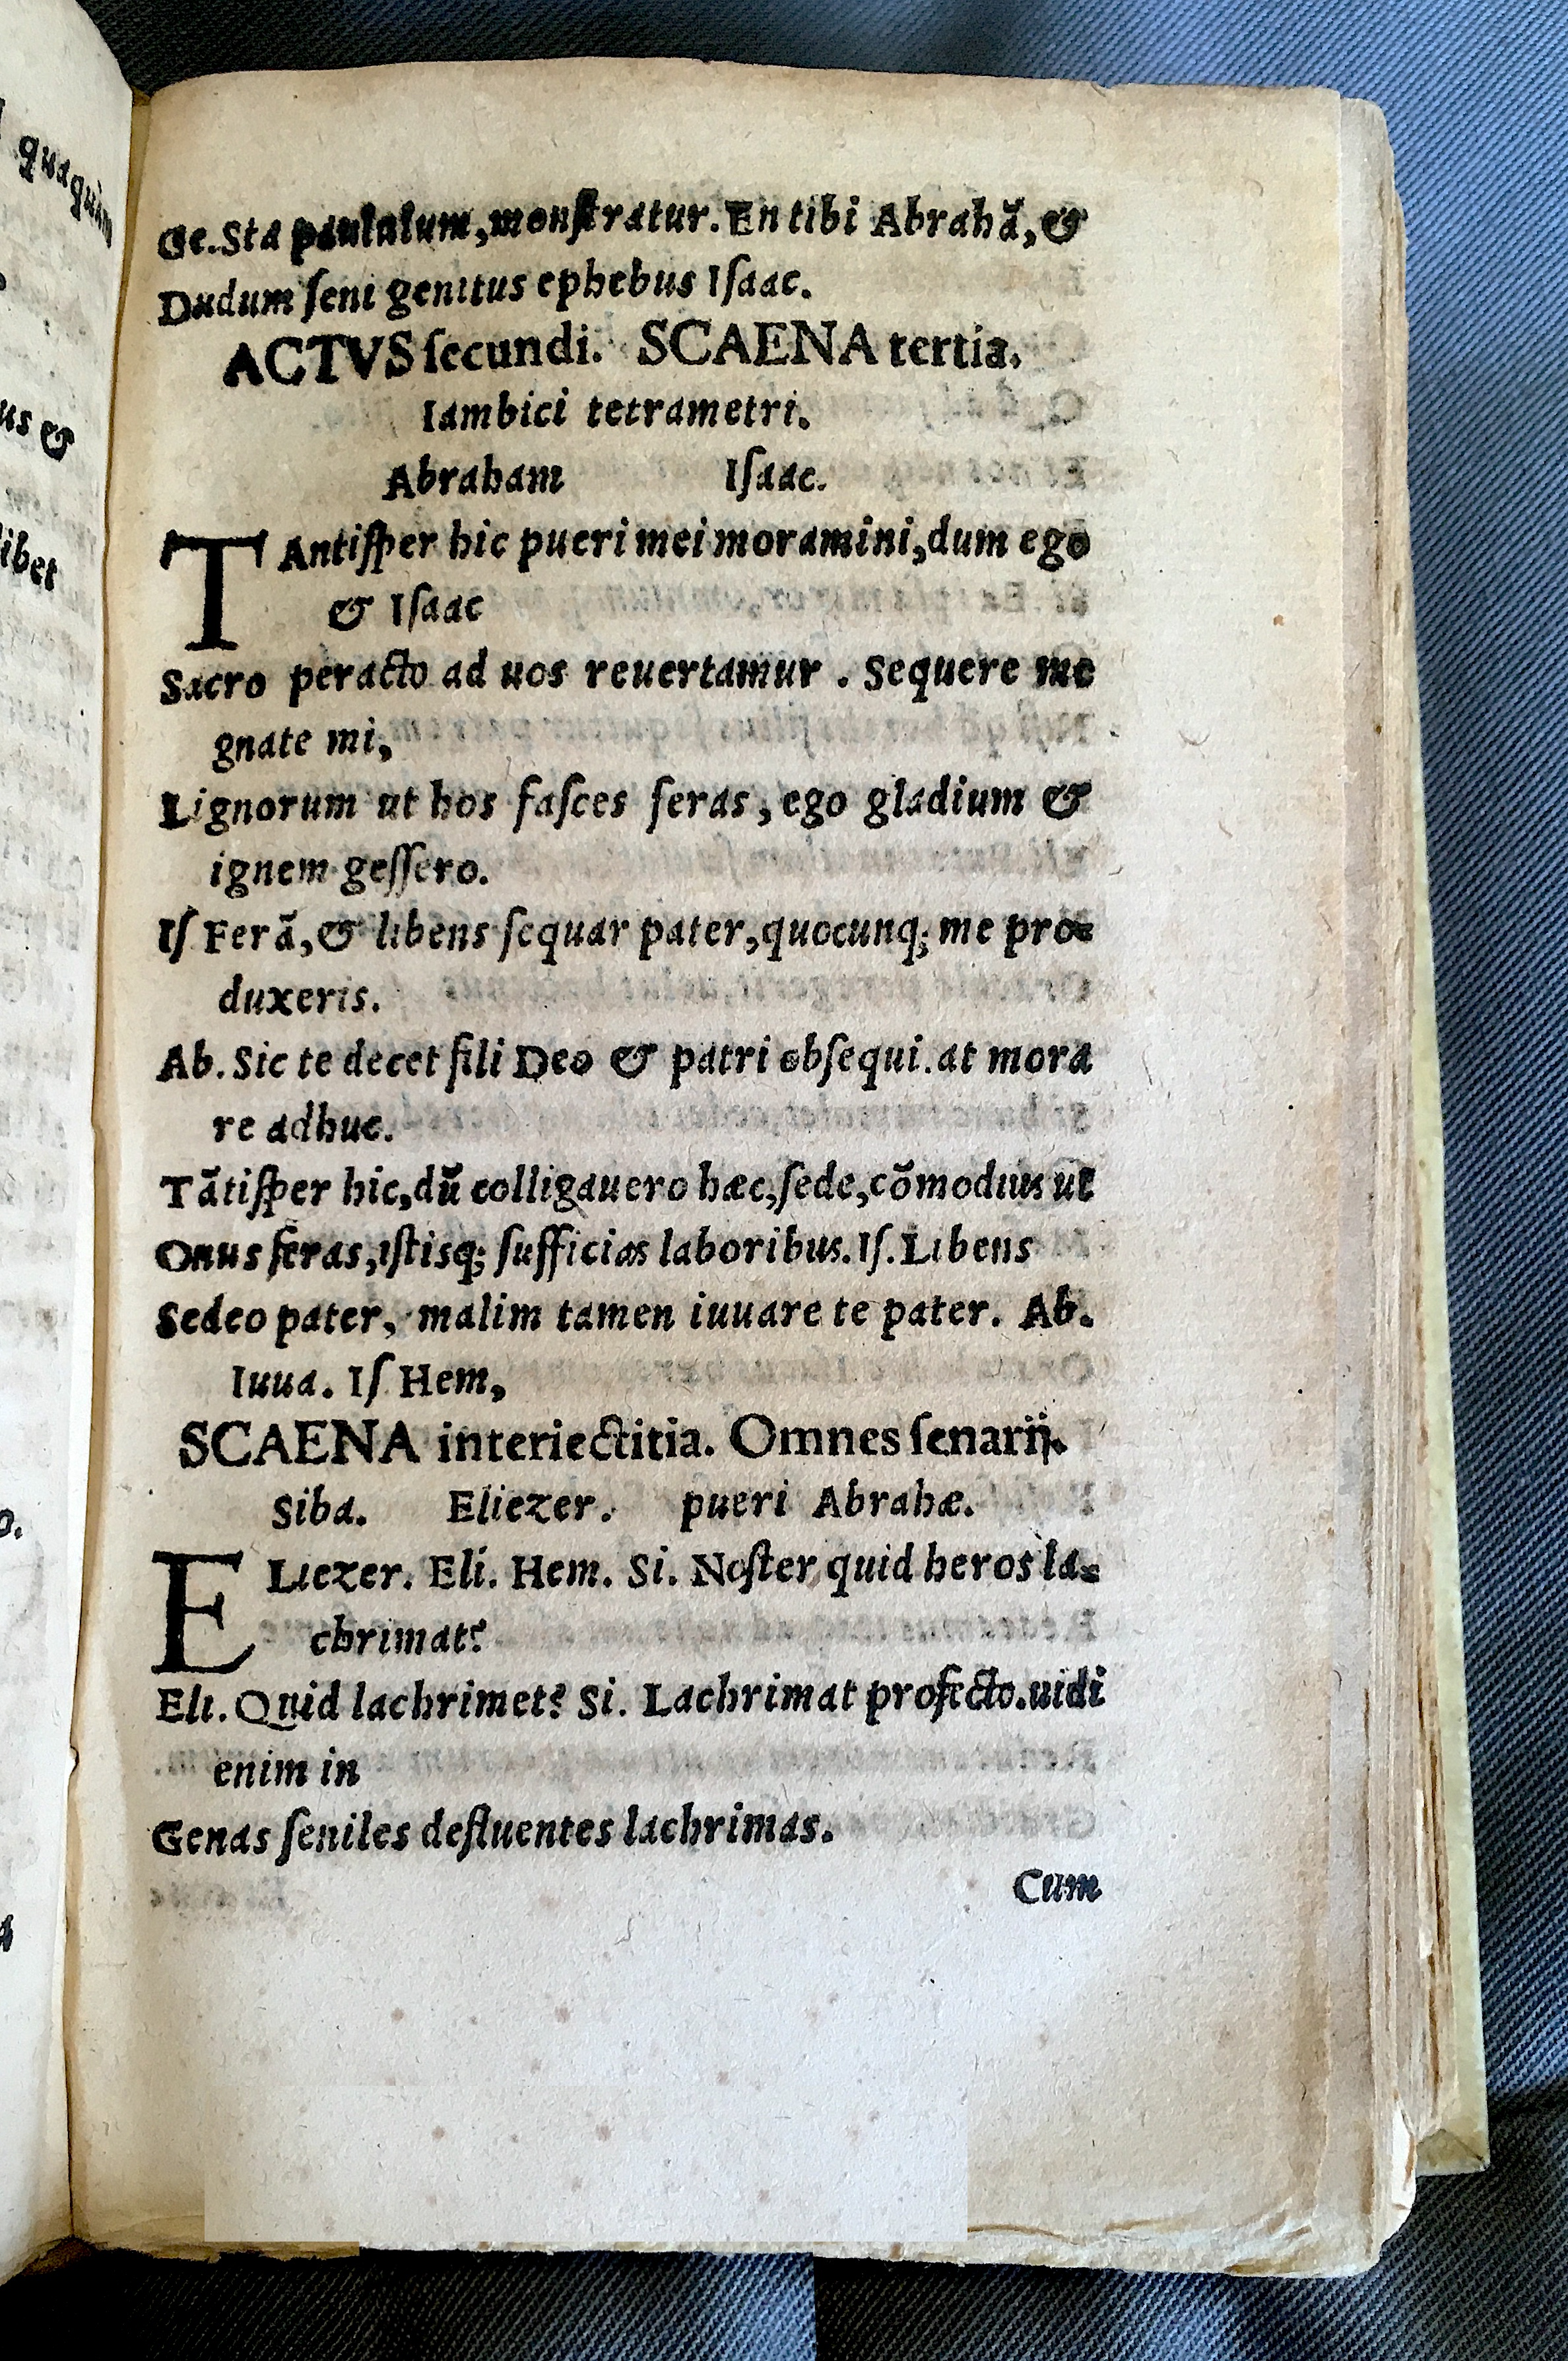 Ge. Sta paululum, monſtratur. En tibi Abrahã, &
Dudum ſeni genitus ephebus Iſaac.
ACTVS ſecundi. SCAENA tertia.
Iambici tetrametri.
Abraham Iſaac.
TAntiſper hic pueri mei moramini, dum ego
& Iſaac
Sacro peracto ad uos reuertamur. Sequere me
gnate mi,
Lignorum ut hos faſces feras, ego gladium &
ignem geſſero.
Iſ Ferã, & libens ſequar pater, quocunq; me pro=
duxeris.
Ab. Sic te decet fili Deo & patri obſequi. at mora
re adhuc.
Tãtiſper hic, dũ colligauero hæc, ſede, cõmodius ut
Onus feras, iſtisq; ſufficias laboribus. Iſ. Libens
Sedeo pater, malim tamen iuuare te pater. Ab.
Iuua. Iſ Hem,
SCAENA interiectitia. Omnes ſenarij.
Siba. Eliezer. pueri Abrahæ.
ELiezer. Eli. Hem. Si. Noſter quid heros la=
chrimat?
Eli. Quid lachrimet? Si. Lachrimat profecto. uidi
enim in
Genas ſeniles defluentes lachrimas.
Cum